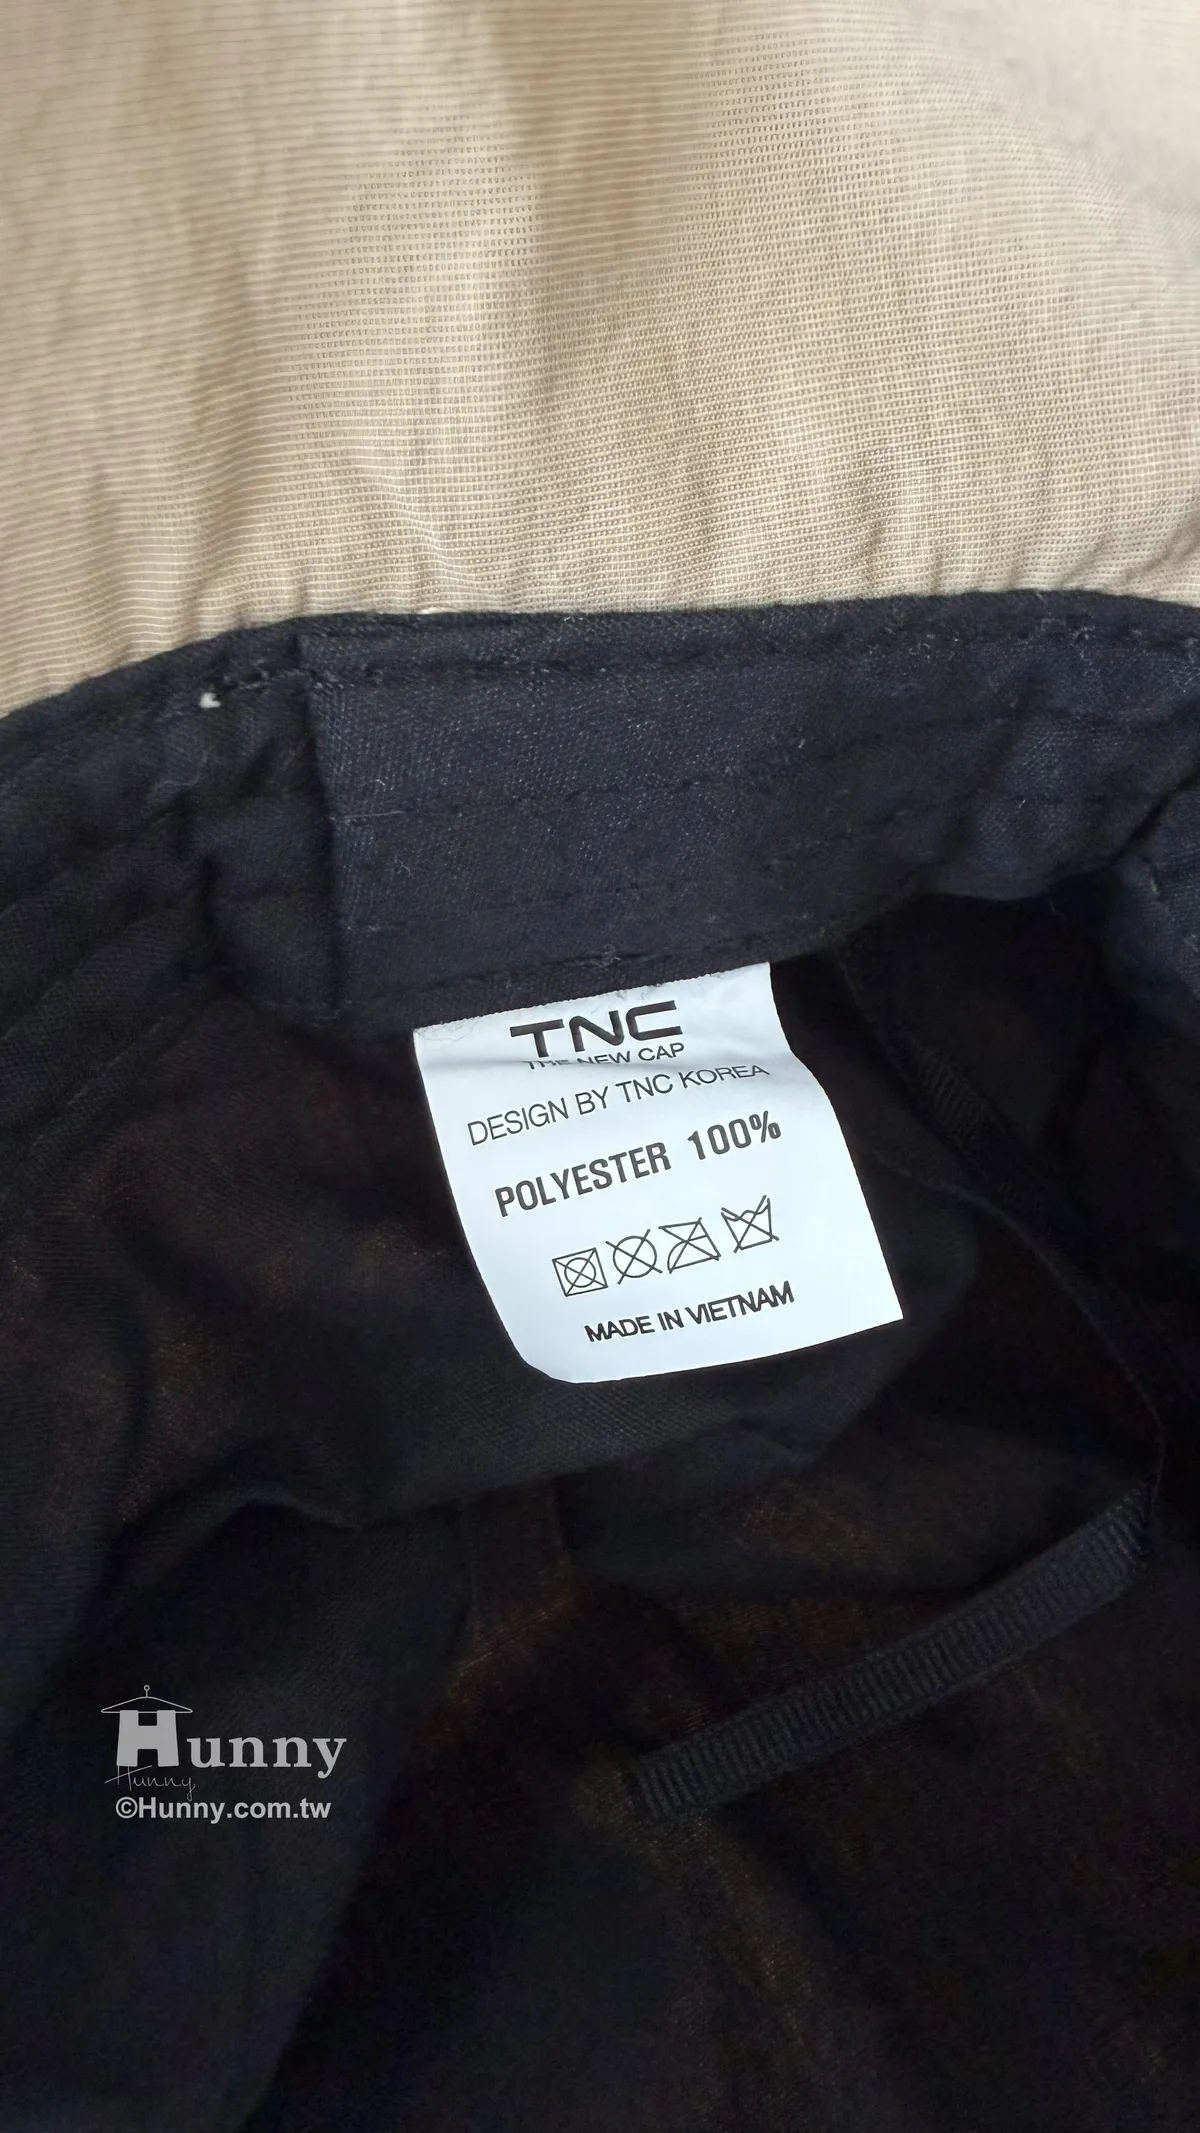 TNC
THE NEW CAP
DESIGN BY TNC KOREA
POLYESTER 100%
MADE IN VIETNAM
Hunny
Hunny
©Hunny.com.tw